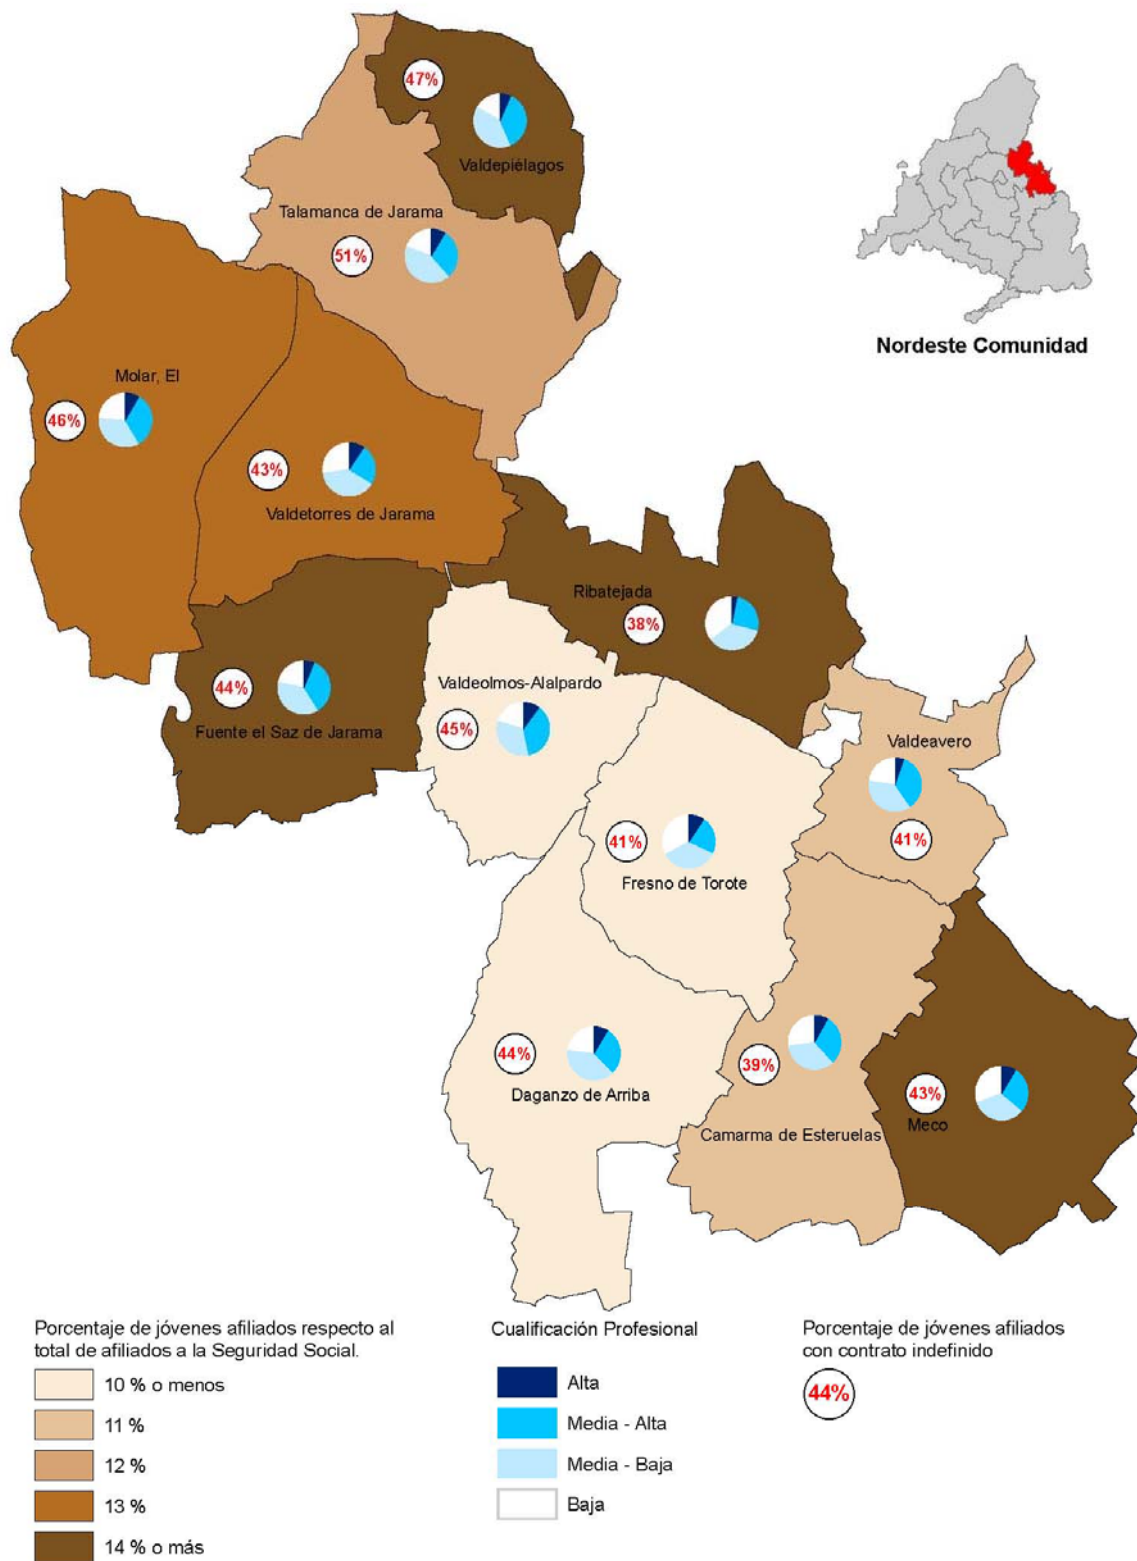 47%
Valdepiélagos
Talamanca de Jarama
51%
Nordeste Comunidad
Molar, El
46%
43%
Valdetorres de Jarama
Ribatejada
38%
44%
Fuente el Saz de Jarama
Valdeolmos-Alalpardo
45%
Valdeavero
41%
41%
Fresno de Torote
44%
Daganzo de Arriba
39%
Camarma de Esteruelas
43%
Meco
Porcentaje de jóvenes afiliados respecto al
total de afiliados a la Seguridad Social.
10 % o menos
11 %
12 %
13 %
14 % o más
Cualificación Profesional
Alta
Media - Alta
Media - Baja
Baja
Porcentaje de jóvenes afiliados
con contrato indefinido
44%